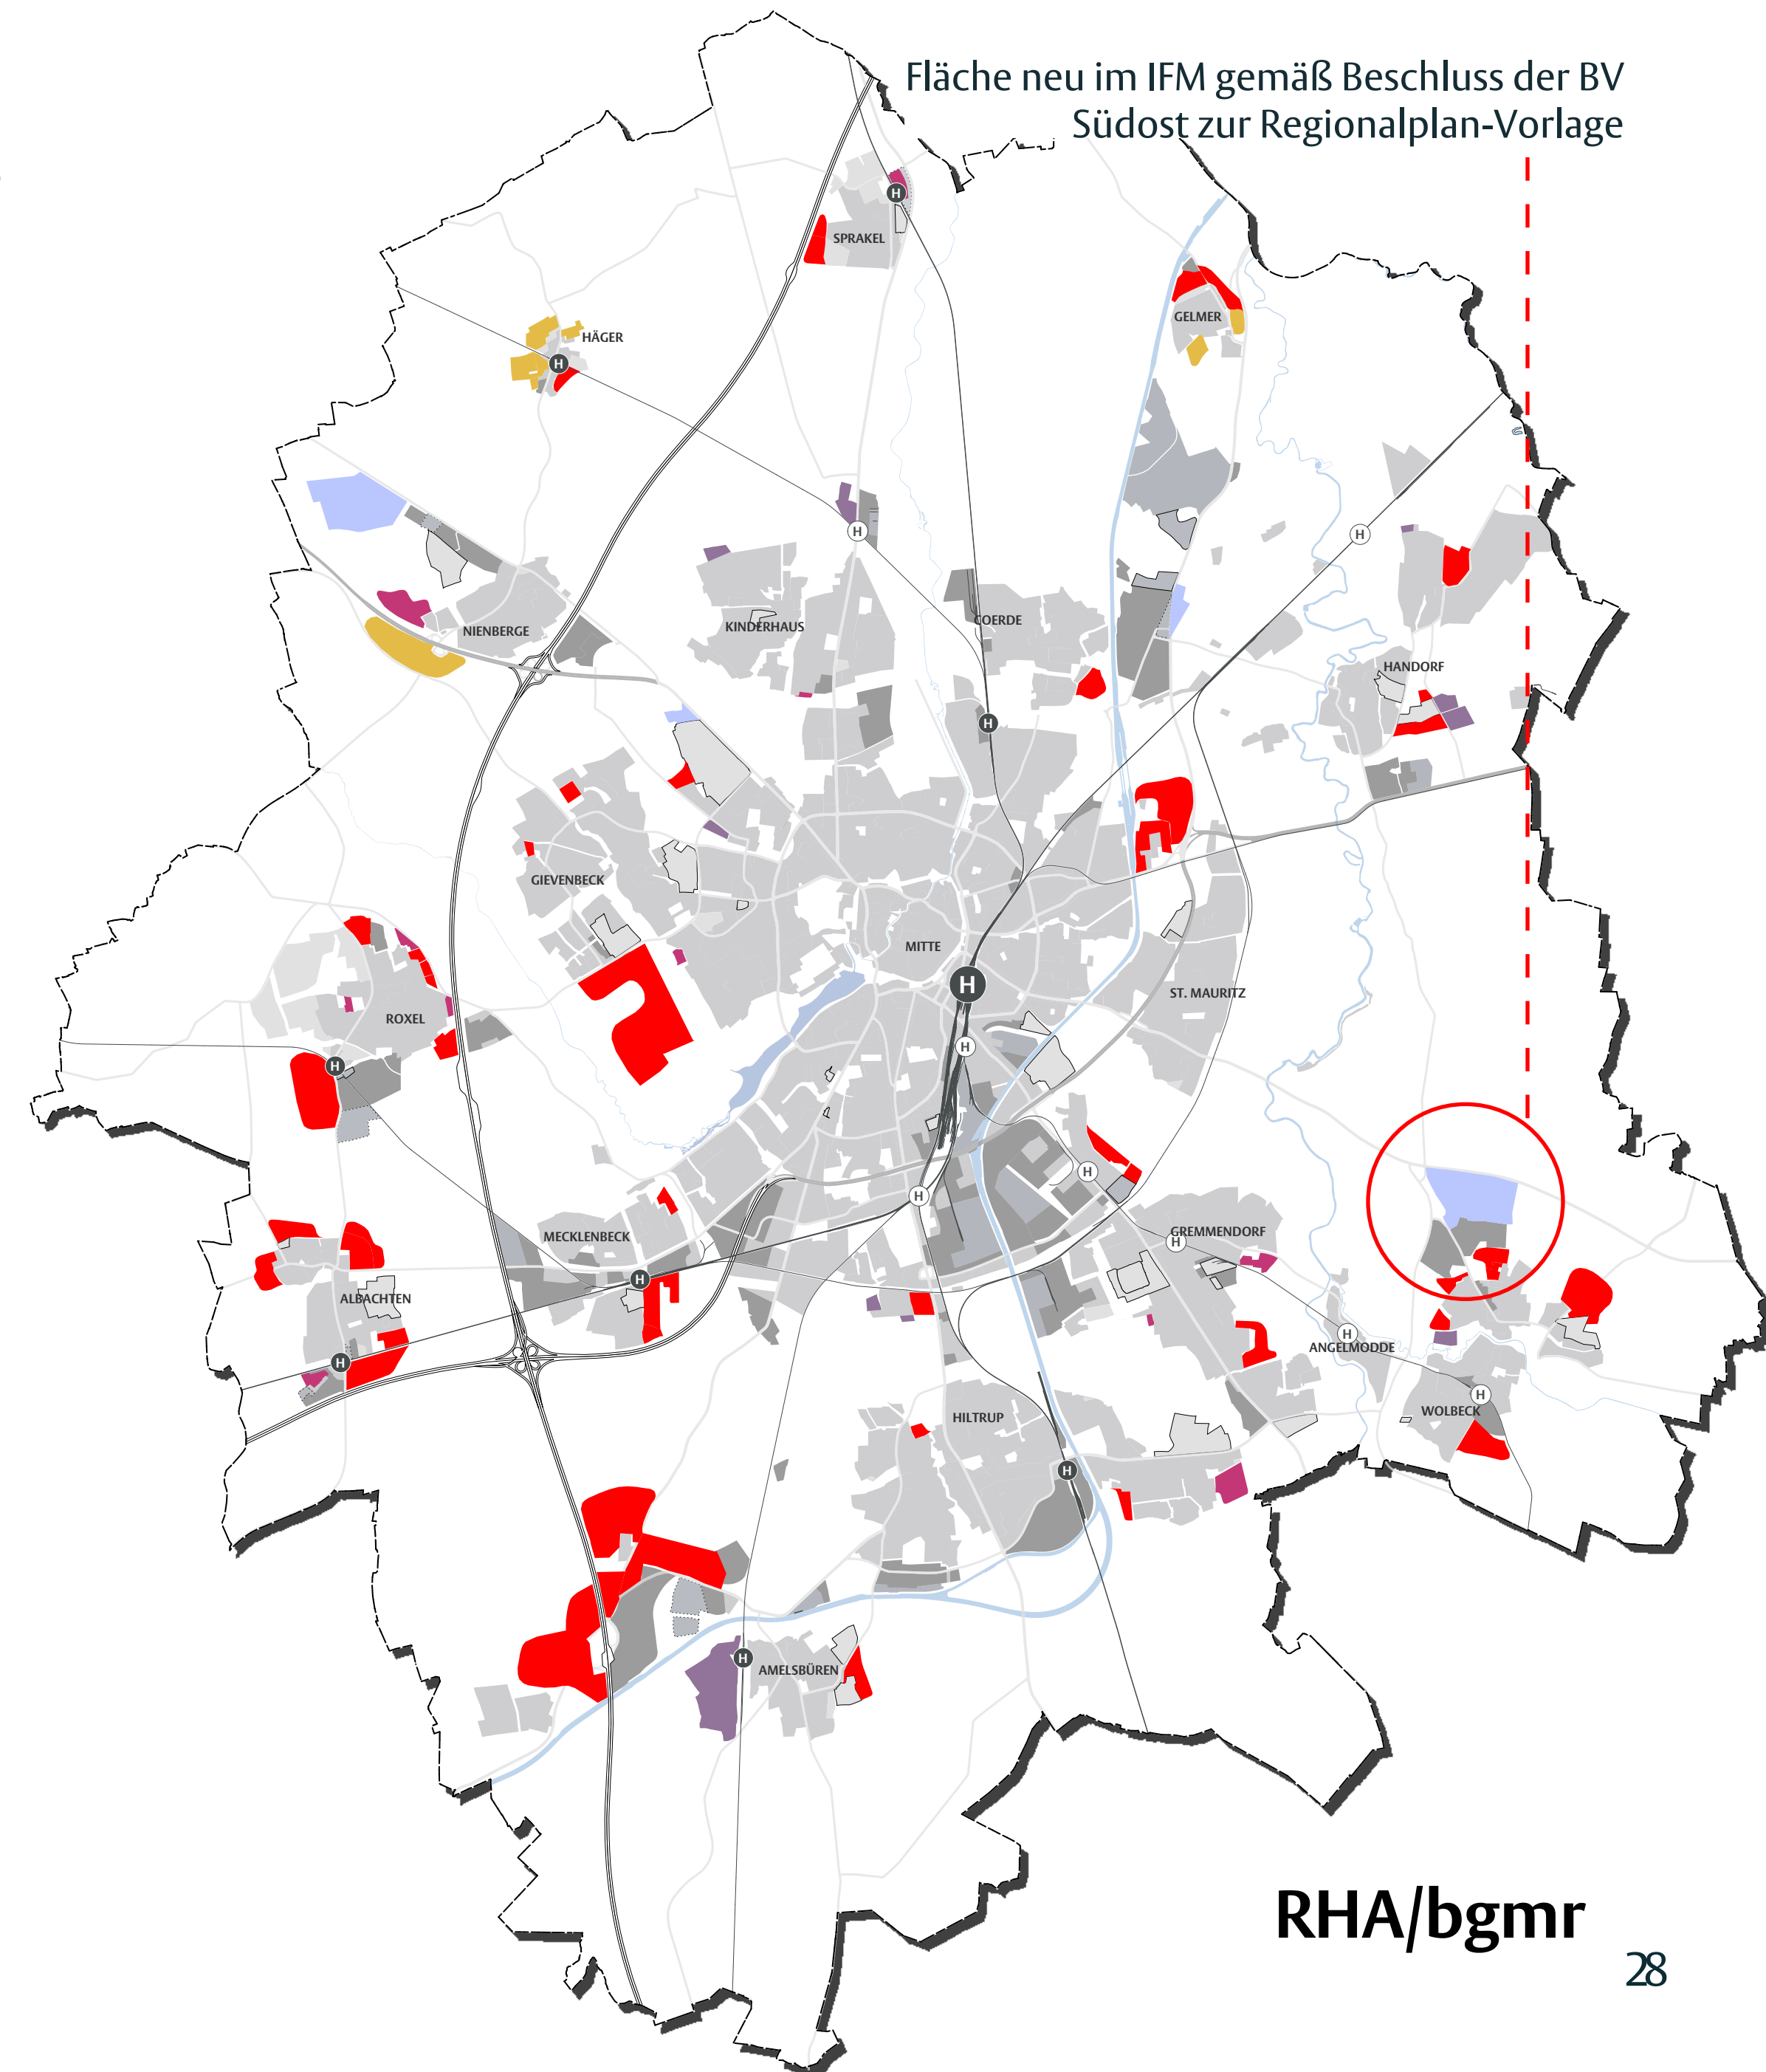 Fläche neu im IFM gemäß Beschluss der BV
Südost zur Regionalplan-Vorlage
H
SPRAKEL
GELMER
HÄGER
H
H
H
NIENBERGE
KINDERHAUS
COERDE
HANDORF
H
GIEVENBECK
MITTE
H
ST. MAURITZ
ROXEL
H
H
H
H
GREMMENDORF
H
MECKLENBECK
H
ALBACHTEN
H
ANGELMODDE
H
H
WOLBECK
HILTRUP
H
H
AMELSBÜREN
RHA/bgmr
28